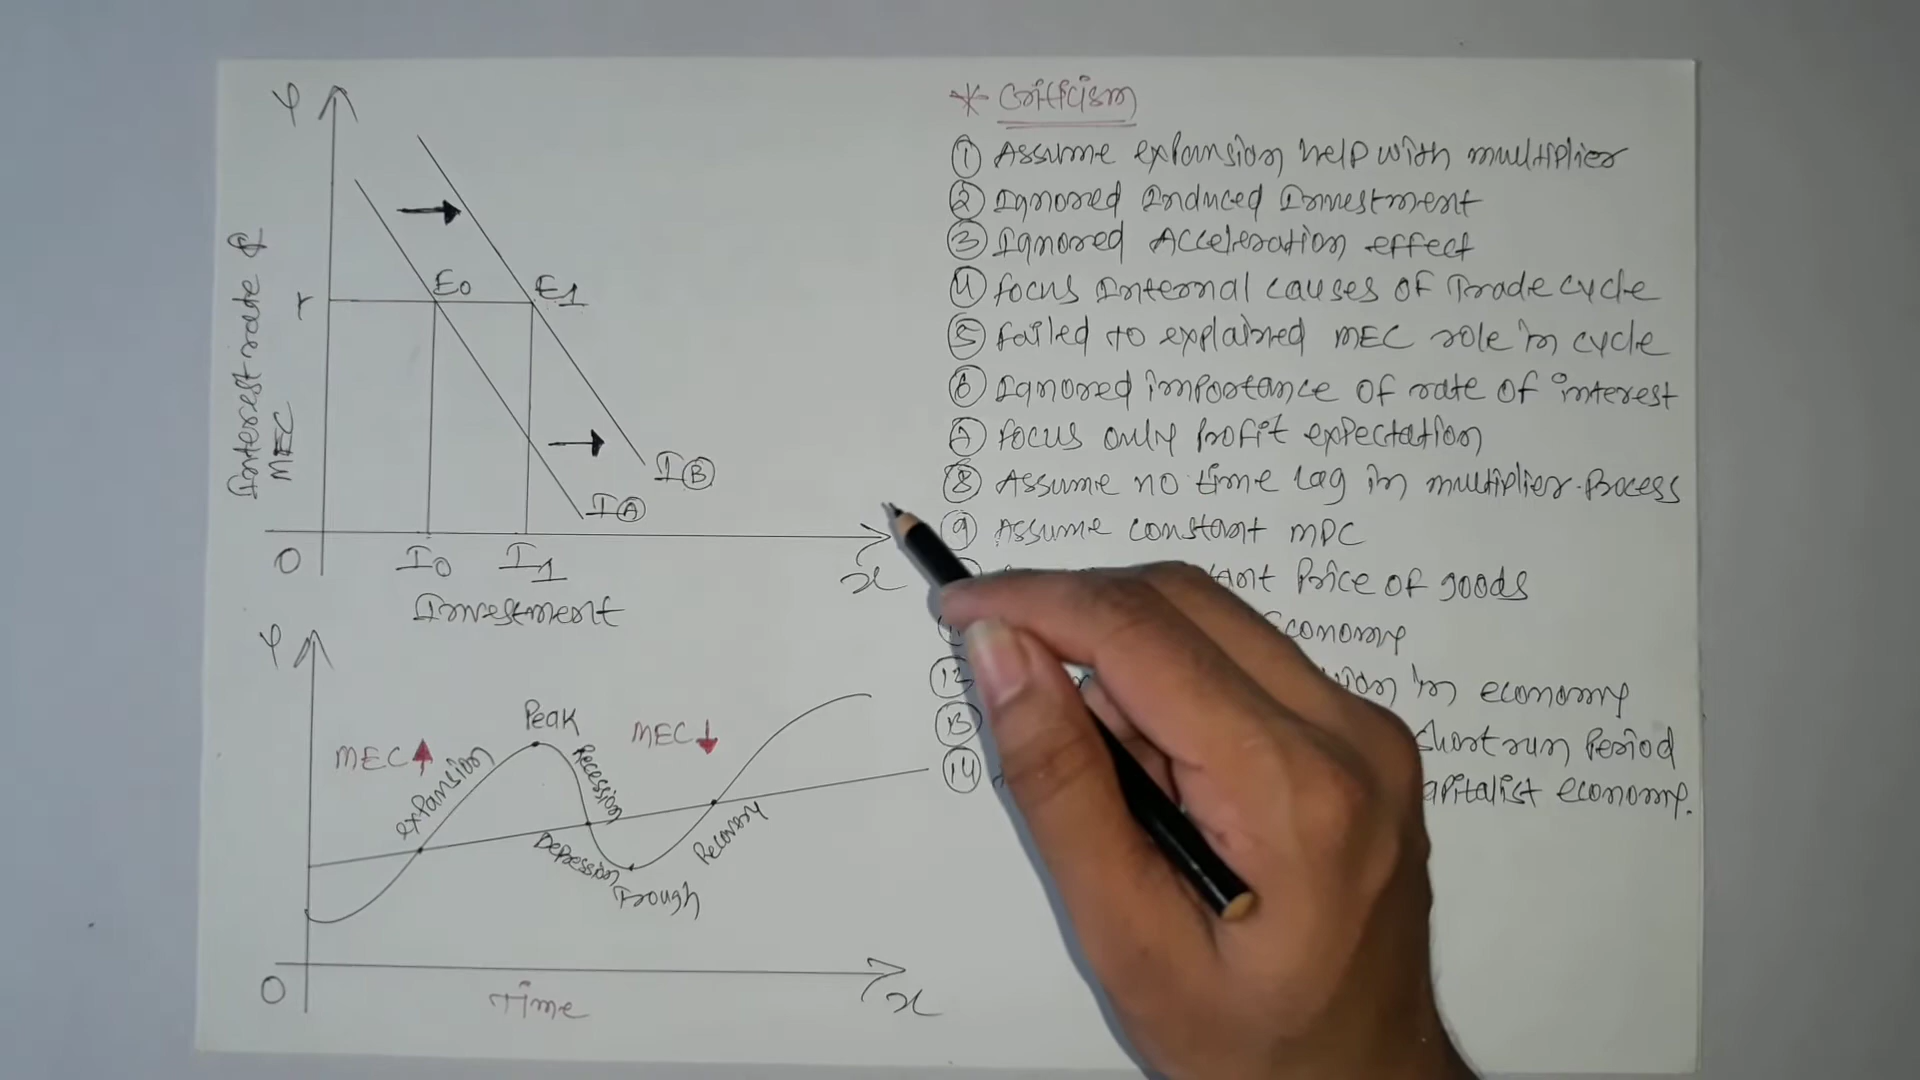 Y
Interest rate &
MEC
r
E0
E1
I B
I A
O
I0
I1
x
Investment
Y
MEC
expansion
Peak
Recession
MEC
Depression
Trough
Recovery
O
Time
x
* Criticism
1 Assume expansion help with multiplier
2 Ignored Induced Investment
3 Ignored Acceleration effect
4 focus Internal causes of Trade cycle
5 failed to explained MEC role in cycle
6 Ignored importance of rate of interest
7 focus only Profit expectation
8 Assume no time lag in multiplier Process
9 Assume constant MPC
Price of goods
Economy
12 in economy
13 Short run Period
14 economy.